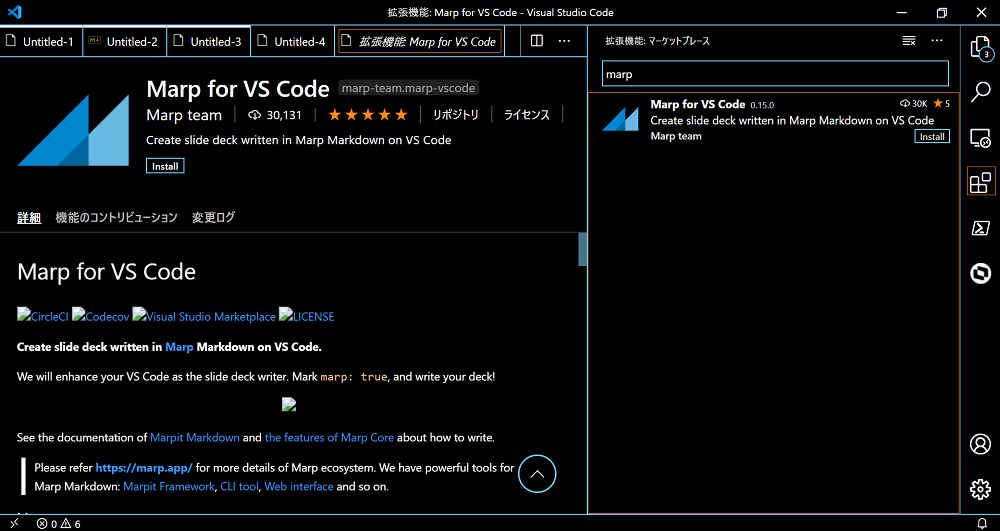 拡張機能: Marp for VS Code - Visual Studio Code
Untitled-1
Untitled-2
Untitled-3
Untitled-4
拡張機能: Marp for VS Code
Marp for VS Code
marp-team.marp-vscode
Marp team
30,131
リポジトリ
ライセンス
Create slide deck written in Marp Markdown on VS Code
Install
詳細
機能のコントリビューション
変更ログ
Marp for VS Code
CircleCI Codecov Visual Studio Marketplace LICENSE
Create slide deck written in Marp Markdown on VS Code.
We will enhance your VS Code as the slide deck writer. Mark marp: true, and write your deck!
See the documentation of Marpit Markdown and the features of Marp Core about how to write.
Please refer https://marp.app/ for more details of Marp ecosystem. We have powerful tools for
Marp Markdown: Marpit Framework, CLI tool, Web interface and so on.
拡張機能: マーケットプレース
marp
Marp for VS Code 0.15.0
30K
5
Create slide deck written in Marp Markdown on VS Code
Marp team
Install
3
0
6